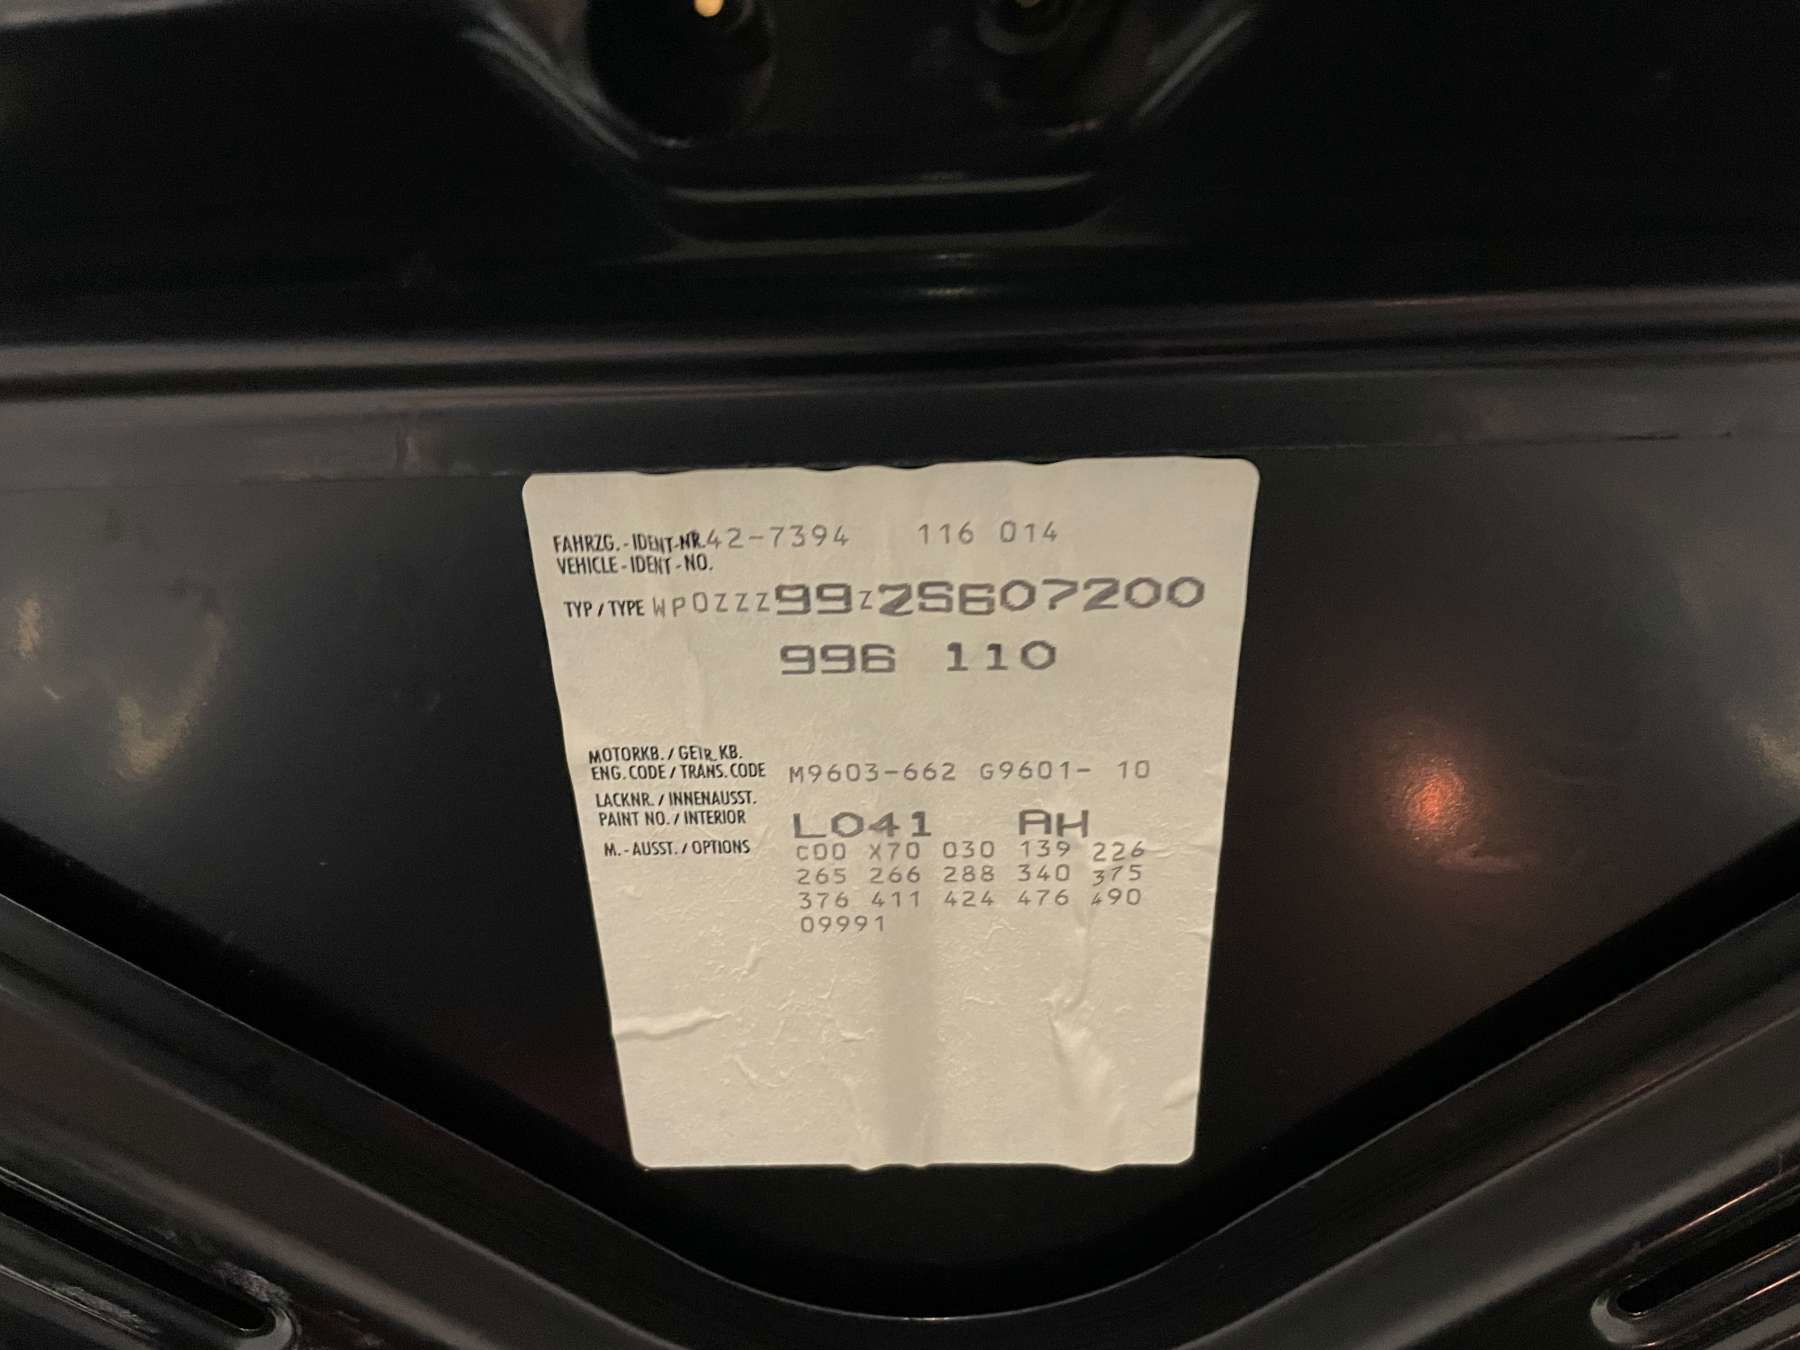 FAHRZG.-IDENT-NR. 42-7394 116 014
VEHICLE-IDENT-NO.
TYP / TYPE WP0ZZZ99Z2S607200
996 110
MOTORKB. / GETR. KB.
ENG. CODE / TRANS. CODE M9603-662 G9601- 10
LACKNR. / INNENAUSST.
PAINT NO. / INTERIOR L041 AH
M.-AUSST. / OPTIONS C00 X70 030 139 226
265 266 288 340 375
376 411 424 476 490
09991